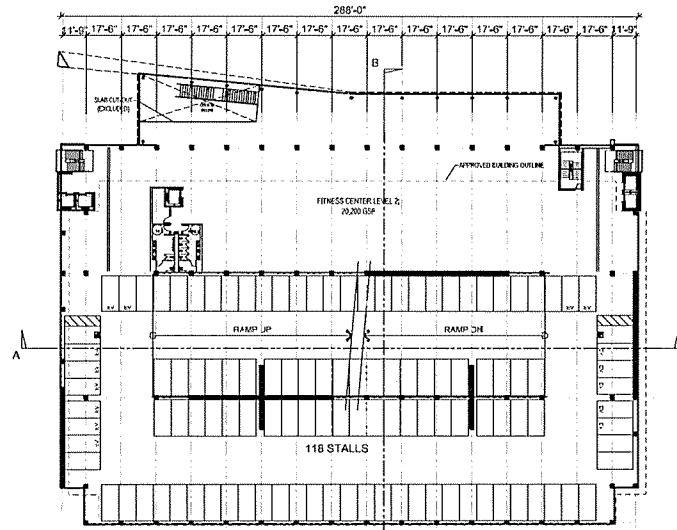 288'-0"
11'-9" 17'-6" 17'-6" 17'-6" 17'-6" 17'-6" 17'-6" 17'-6" 17'-6" 17'-6" 17'-6" 17'-6" 17'-6" 17'-6" 17'-6" 17'-6" 11'-9"
B
SLAB CUT-OUT
(EXCLUDED)
APPROVED BUILDING OUTLINE
FITNESS CENTER LEVEL 2;
20,200 GSF
RAMP UP
RAMP DN
A
118 STALLS